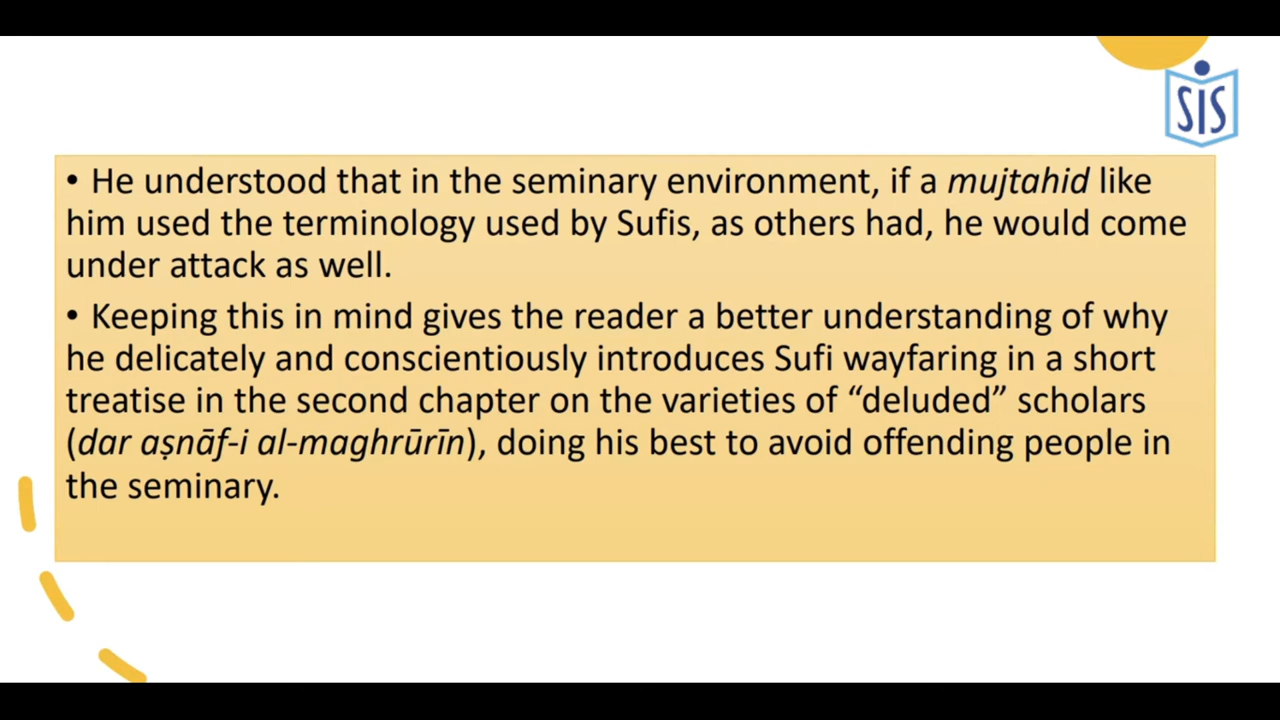 SIS
• He understood that in the seminary environment, if a mujtahid like
him used the terminology used by Sufis, as others had, he would come
under attack as well.
• Keeping this in mind gives the reader a better understanding of why
he delicately and conscientiously introduces Sufi wayfaring in a short
treatise in the second chapter on the varieties of “deluded” scholars
(dar aṣnāf-i al-maghrūrīn), doing his best to avoid offending people in
the seminary.